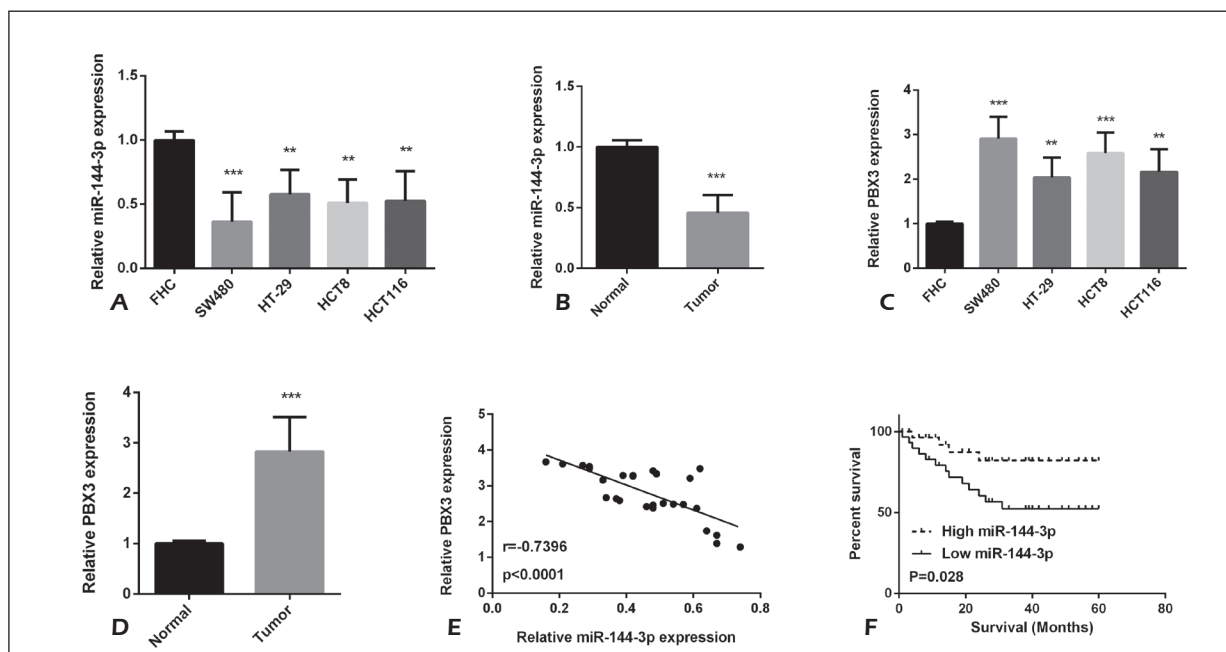 Relative miR-144-3p expression
1.5
1.0
0.5
0.0
***
**
**
**
FHC
SW480
HT-29
HCT8
HCT116
A
Relative miR-144-3p expression
1.5
1.0
0.5
0.0
***
Normal
Tumor
B
Relative PBX3 expression
4
3
2
1
0
***
**
***
**
FHC
SW480
HT-29
HCT8
HCT116
C
Relative PBX3 expression
4
3
2
1
0
***
Normal
Tumor
D
Relative PBX3 expression
5
4
3
2
1
0
r=-0.7396
p<0.0001
0.0
0.2
0.4
0.6
0.8
Relative miR-144-3p expression
E
Percent survival
100
50
0
High miR-144-3p
Low miR-144-3p
P=0.028
0
20
40
60
80
Survival (Months)
F